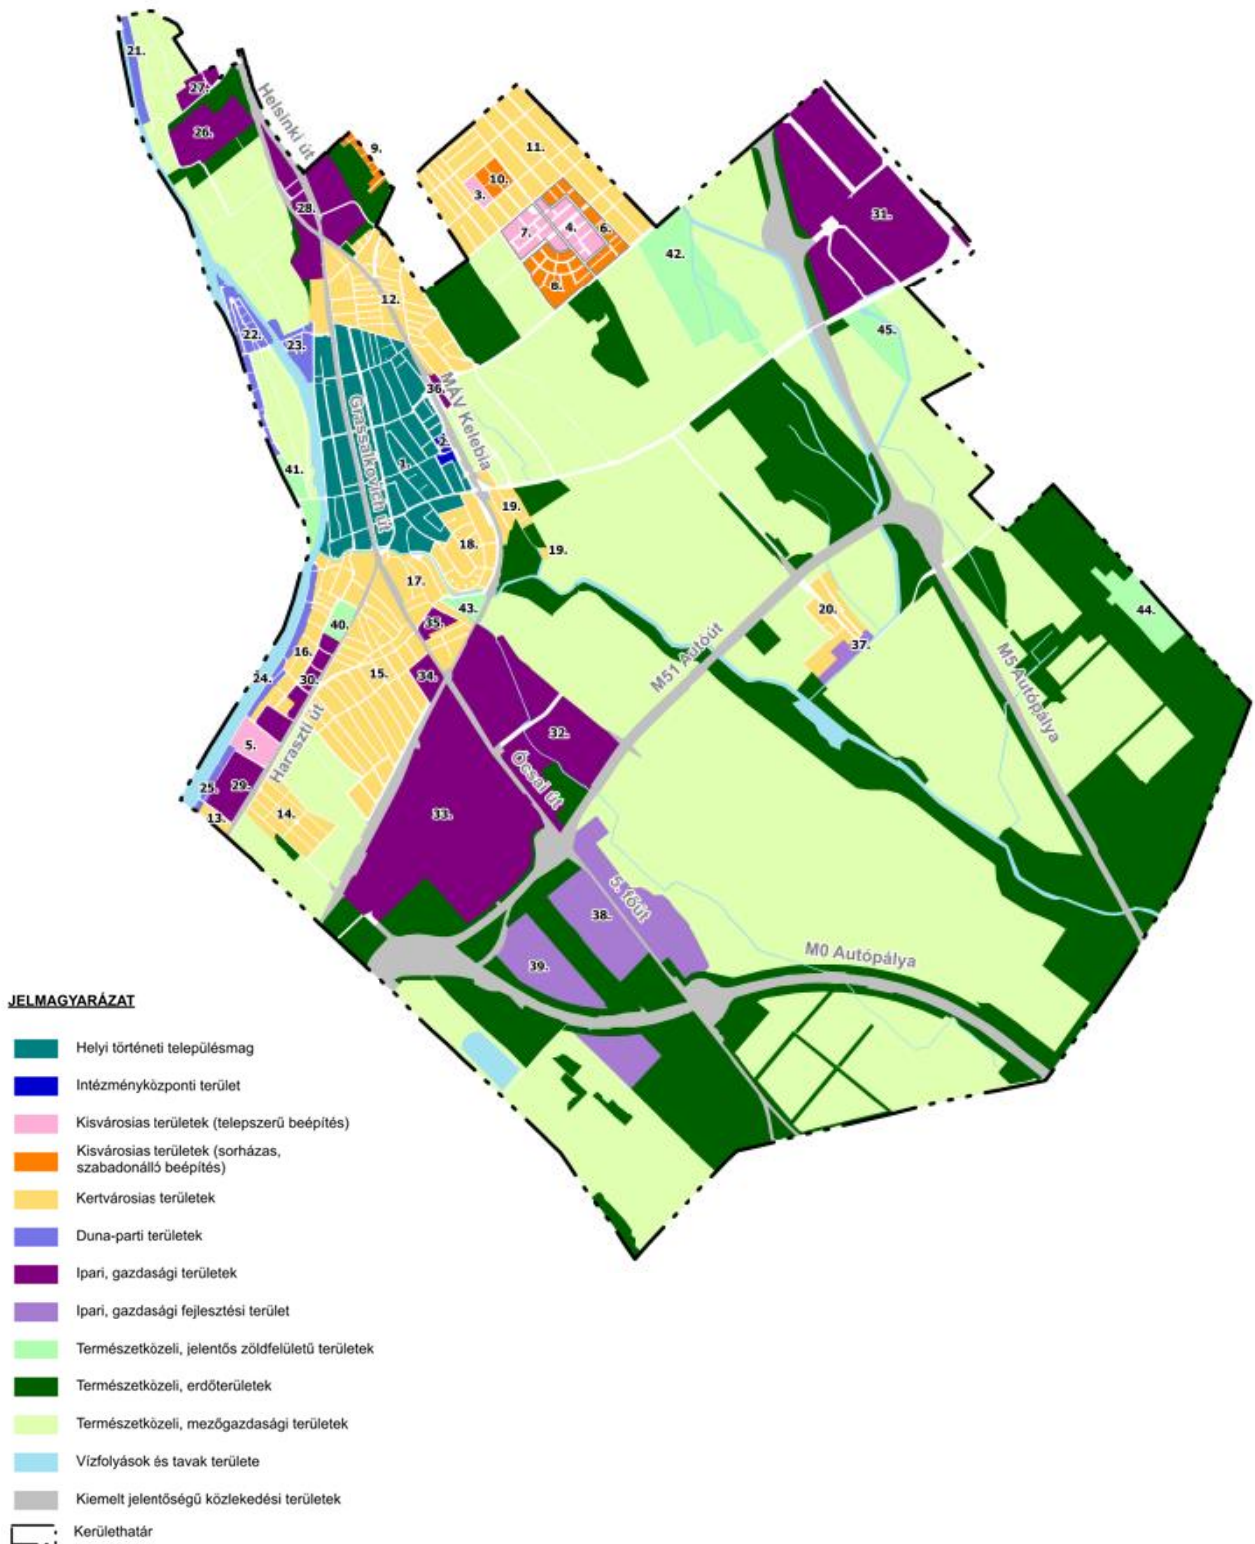 21.
27.
26.
Helsinki út
9.
28.
11.
10.
3.
7.
4.
6.
8.
31.
42.
45.
12.
22.
23.
36.
MÁV Kelebia
Grassalkovich út
2.
1.
41.
19.
18.
19.
17.
43.
40.
35.
16.
15.
34.
24.
30.
5.
Haraszti út
25.
29.
13.
14.
32.
33.
Ócsai út
M51 Autóút
20.
37.
44.
M5 Autópálya
38.
5. főút
39.
M0 Autópálya
JELMAGYARÁZAT
Helyi történeti településmag
Intézményközponti terület
Kisvárosias területek (telepszerű beépítés)
Kisvárosias területek (sorházas,
szabadonálló beépítés)
Kertvárosias területek
Duna-parti területek
Ipari, gazdasági területek
Ipari, gazdasági fejlesztési terület
Természetközeli, jelentős zöldfelületű területek
Természetközeli, erdőterületek
Természetközeli, mezőgazdasági területek
Vízfolyások és tavak területe
Kiemelt jelentőségű közlekedési területek
Kerülethatár